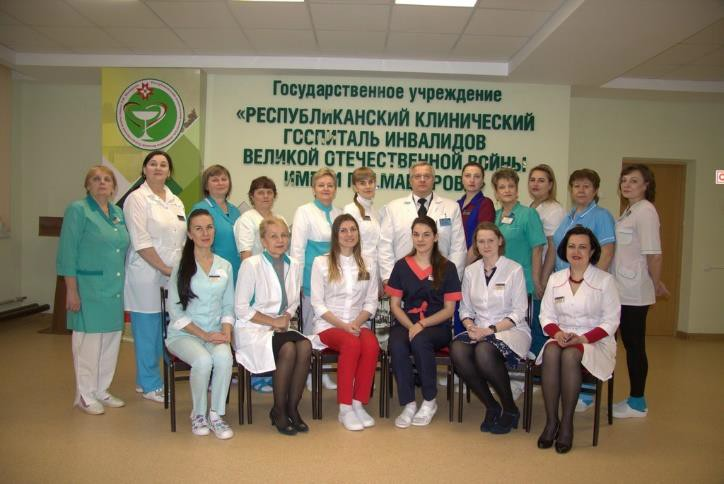 Государственное учреждение
«РЕСПУБЛИКАНСКИЙ КЛИНИЧЕСКИЙ
ГОСПИТАЛЬ ИНВАЛИДОВ
ВЕЛИКОЙ ОТЕЧЕСТВЕННОЙ ВОЙНЫ